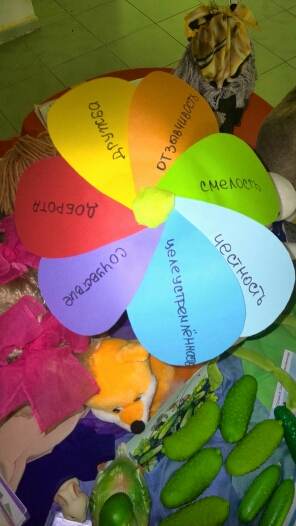 Дружба
Отзывчивость
Смелость
Честность
Целеустремлённость
Сочувствие
Доброта